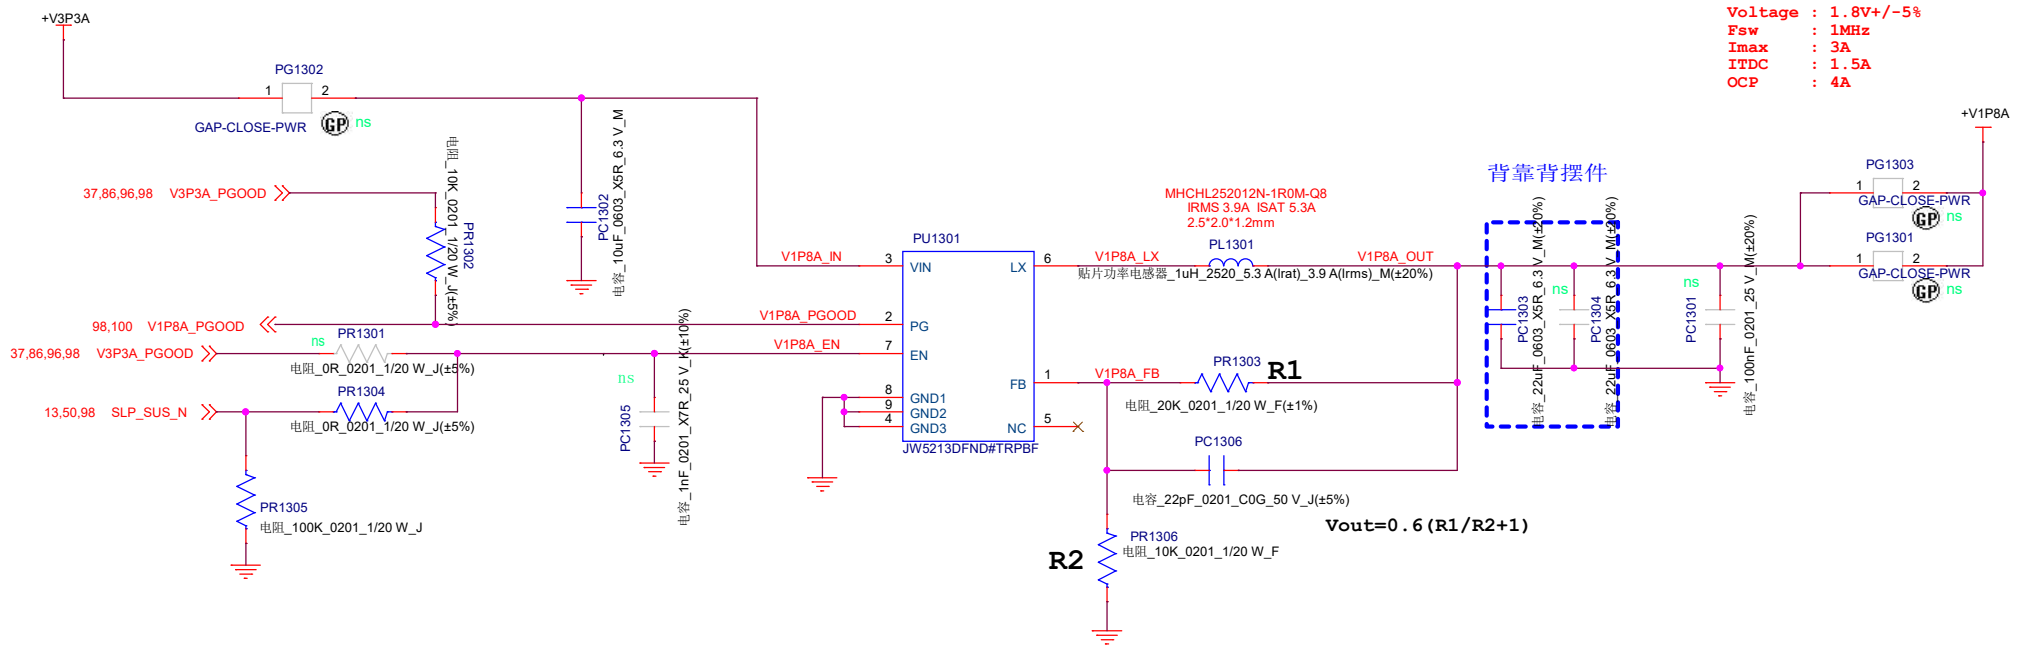 Voltage : 1.8V+/-5%
Fsw : 1MHz
Imax : 3A
ITDC : 1.5A
OCP : 4A
+V3P3A
PG1302
1 2
GAP-CLOSE-PWR
GP ns
37,86,96,98 V3P3A_PGOOD
电阻_10K_0201_1/20 W_J(±5%)
PR1302
PC1302
电容_10uF_0603_X5R_6.3 V_M
98,100 V1P8A_PGOOD
37,86,96,98 V3P3A_PGOOD
ns
PR1301
电阻_0R_0201_1/20 W_J(±5%)
13,50,98 SLP_SUS_N
PR1304
电阻_0R_0201_1/20 W_J(±5%)
PR1305
电阻_100K_0201_1/20 W_J
ns
PC1305
电容_1nF_0201_X7R_25 V_K(±10%)
V1P8A_IN
V1P8A_PGOOD
V1P8A_EN
PU1301
3 VIN
2 PG
7 EN
8 GND1
9 GND2
4 GND3
LX 6
FB 1
NC 5
JW5213DFND#TRPBF
MHCHL252012N-1R0M-Q8
IRMS 3.9A ISAT 5.3A
2.5*2.0*1.2mm
V1P8A_LX
PL1301
V1P8A_OUT
贴片功率电感器_1uH_2520_5.3 A(Irat)_3.9 A(Irms)_M(±20%)
V1P8A_FB
PR1303
R1
电阻_20K_0201_1/20 W_F(±1%)
PC1306
电容_22pF_0201_C0G_50 V_J(±5%)
Vout=0.6(R1/R2+1)
R2
PR1306
电阻_10K_0201_1/20 W_F
背靠背摆件
PC1303
电容_22uF_0603_X5R_6.3 V_M(±20%)
ns
PC1304
电容_22uF_0603_X5R_6.3 V_M(±20%)
ns
PC1301
电容_100nF_0201_25 V_M(±20%)
+V1P8A
PG1303
1 2
GAP-CLOSE-PWR
GP ns
PG1301
1 2
GAP-CLOSE-PWR
GP ns